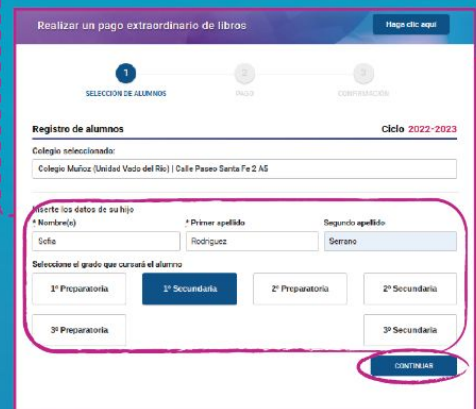 Realizar un pago extraordinario de libros Haga clic aquí
1 2 3
SELECCIÓN DE ALUMNOS PAGO CONFIRMACIÓN
Registro de alumnos Ciclo 2022-2023
Colegio seleccionado:
Colegio Muñoz (Unidad Vado del Río) | Calle Paseo Santa Fe 2 A5
Inserte los datos de su hijo
* Nombre(s) * Primer apellido Segundo apellido
Sofia Rodriguez Serrano
Seleccione el grado que cursará el alumno
1º Preparatoria 1º Secundaria 2º Preparatoria 2º Secundaria
3º Preparatoria 3º Secundaria
CONTINUAR